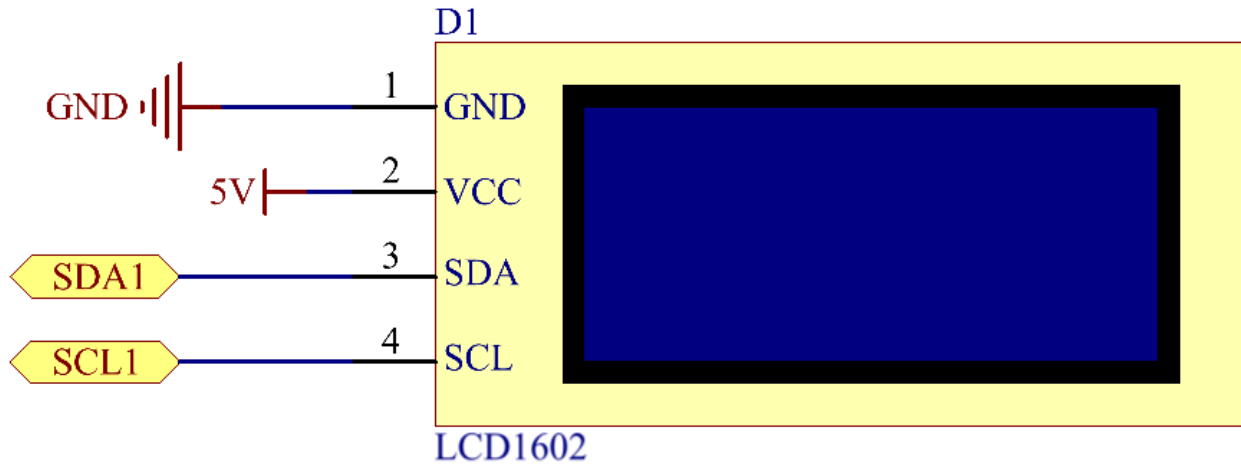 D1
GND 1 GND
5V 2 VCC
SDA1 3 SDA
SCL1 4 SCL
LCD1602